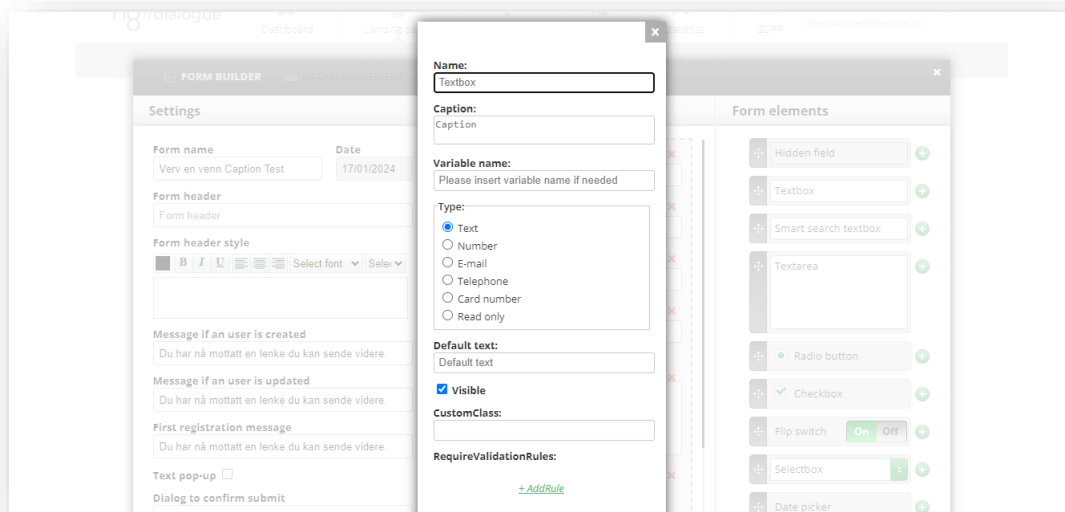 //dialogue
Dashboard
Landing pa
tatistics
GDPR
FORM BUILDER
DATA MANAGEMENT
x
x
Settings
Form elements
Form name
Date
Verv en venn Caption Test
17/01/2024
Form header
Form header
Form header style
B I U Select font Selec
Message if an user is created
Du har nå mottatt en lenke du kan sende videre.
Message if an user is updated
Du har nå mottatt en lenke du kan sende videre.
First registration message
Du har nå mottatt en lenke du kan sende videre.
Text pop-up
Dialog to confirm submit
Name:
Textbox
Caption:
Caption
Variable name:
Please insert variable name if needed
Type:
Text
Number
E-mail
Telephone
Card number
Read only
Default text:
Default text
Visible
CustomClass:
RequireValidationRules:
+ AddRule
Hidden field
Textbox
Smart search textbox
Textarea
Radio button
Checkbox
Flip switch On Off
Selectbox
Date picker